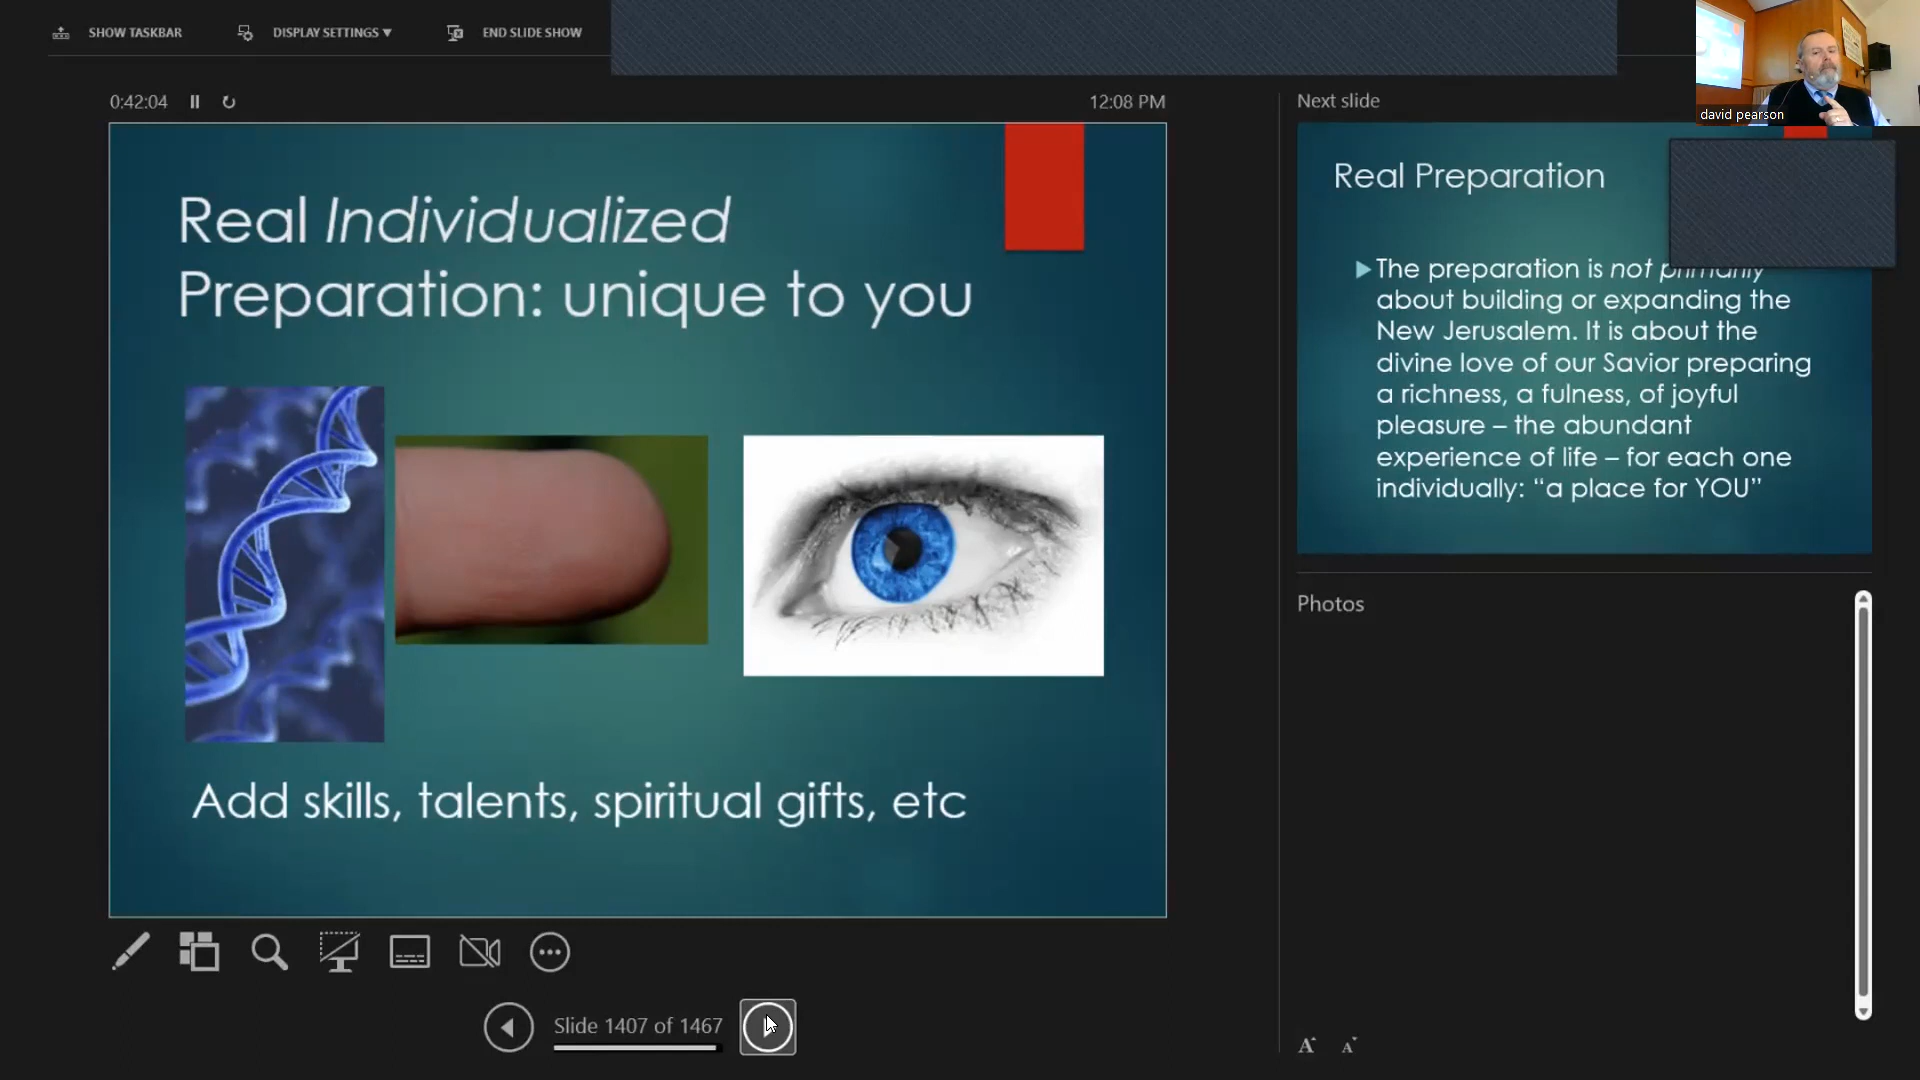 SHOW TASKBAR
DISPLAY SETTINGS ▼
END SLIDE SHOW
david pearson
0:42:04
12:08 PM
Real Individualized
Preparation: unique to you
Add skills, talents, spiritual gifts, etc
Slide 1407 of 1467
Next slide
Real Preparation
The preparation is not primarily
about building or expanding the
New Jerusalem. It is about the
divine love of our Savior preparing
a richness, a fulness, of joyful
pleasure – the abundant
experience of life – for each one
individually: “a place for YOU”
Photos
A A